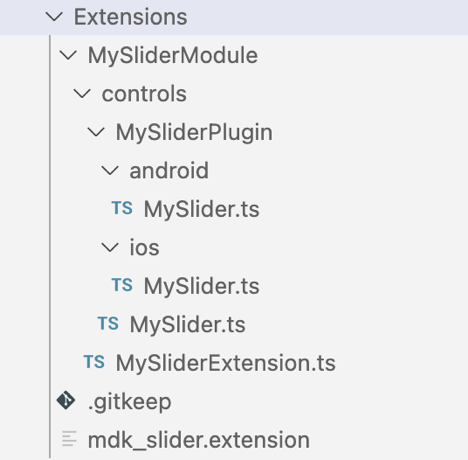 Extensions
MySliderModule
controls
MySliderPlugin
android
TS MySlider.ts
ios
TS MySlider.ts
TS MySlider.ts
TS MySliderExtension.ts
.gitkeep
mdk_slider.extension